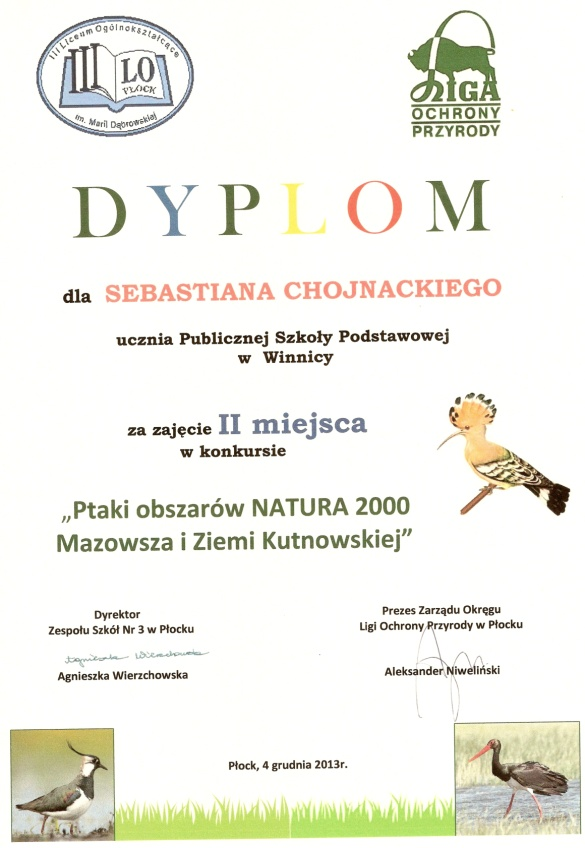 III Liceum Ogólnokształcące
III LO
PŁOCK
im. Marii Dąbrowskiej
LIGA
OCHRONY
PRZYRODY
DYPLOM
dla SEBASTIANA CHOJNACKIEGO
ucznia Publicznej Szkoły Podstawowej
w Winnicy
za zajęcie II miejsca
w konkursie
„Ptaki obszarów NATURA 2000
Mazowsza i Ziemi Kutnowskiej”
Dyrektor
Zespołu Szkół Nr 3 w Płocku
Agnieszka Wierzchowska
Agnieszka Wierzchowska
Prezes Zarządu Okręgu
Ligi Ochrony Przyrody w Płocku
Aleksander Niweliński
Płock, 4 grudnia 2013r.